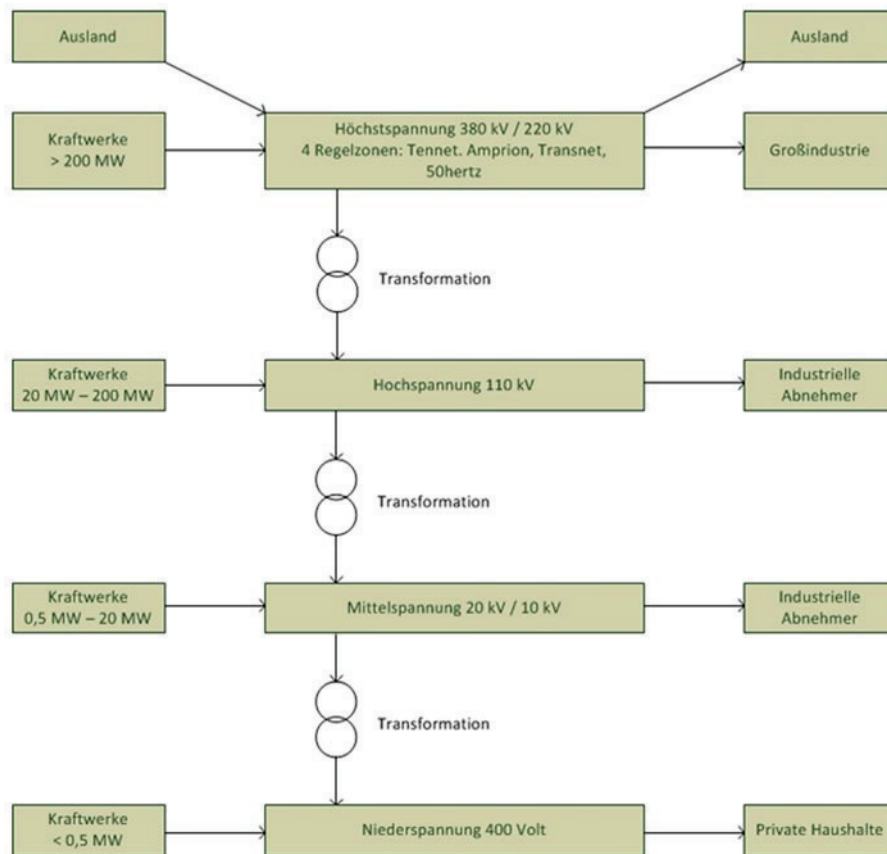 Ausland
Ausland
Kraftwerke
> 200 MW
Höchstspannung 380 kV / 220 kV
4 Regelzonen: Tennet. Amprion, Transnet,
50hertz
Großindustrie
Transformation
Kraftwerke
20 MW – 200 MW
Hochspannung 110 kV
Industrielle
Abnehmer
Transformation
Kraftwerke
0,5 MW – 20 MW
Mittelspannung 20 kV / 10 kV
Industrielle
Abnehmer
Transformation
Kraftwerke
< 0,5 MW
Niederspannung 400 Volt
Private Haushalte